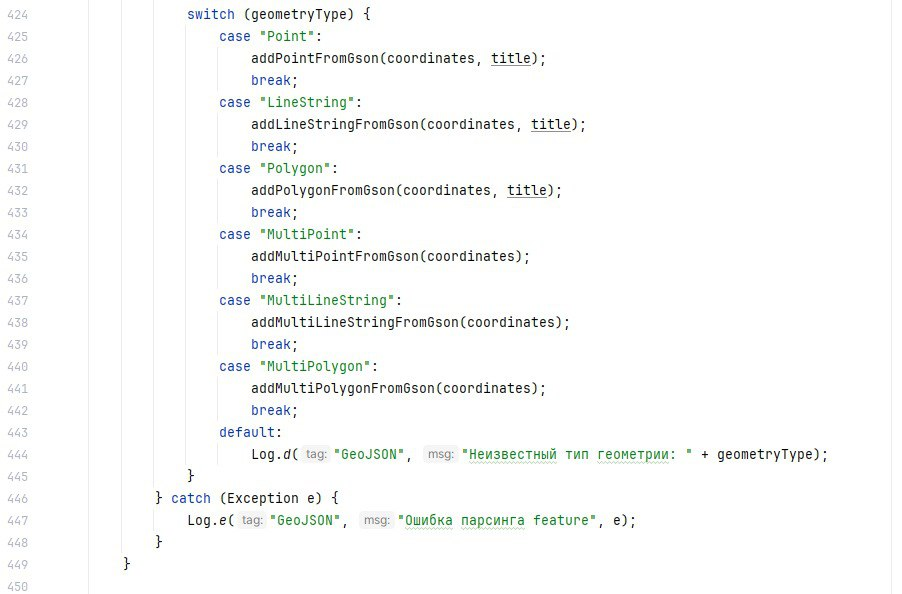 424 switch (geometryType) {
425 case "Point":
426 addPointFromGson(coordinates, title);
427 break;
428 case "LineString":
429 addLineStringFromGson(coordinates, title);
430 break;
431 case "Polygon":
432 addPolygonFromGson(coordinates, title);
433 break;
434 case "MultiPoint":
435 addMultiPointFromGson(coordinates);
436 break;
437 case "MultiLineString":
438 addMultiLineStringFromGson(coordinates);
439 break;
440 case "MultiPolygon":
441 addMultiPolygonFromGson(coordinates);
442 break;
443 default:
444 Log.d( tag: "GeoJSON", msg: "Неизвестный тип геометрии: " + geometryType);
445 }
446 } catch (Exception e) {
447 Log.e( tag: "GeoJSON", msg: "Ошибка парсинга feature", e);
448 }
449 }
450